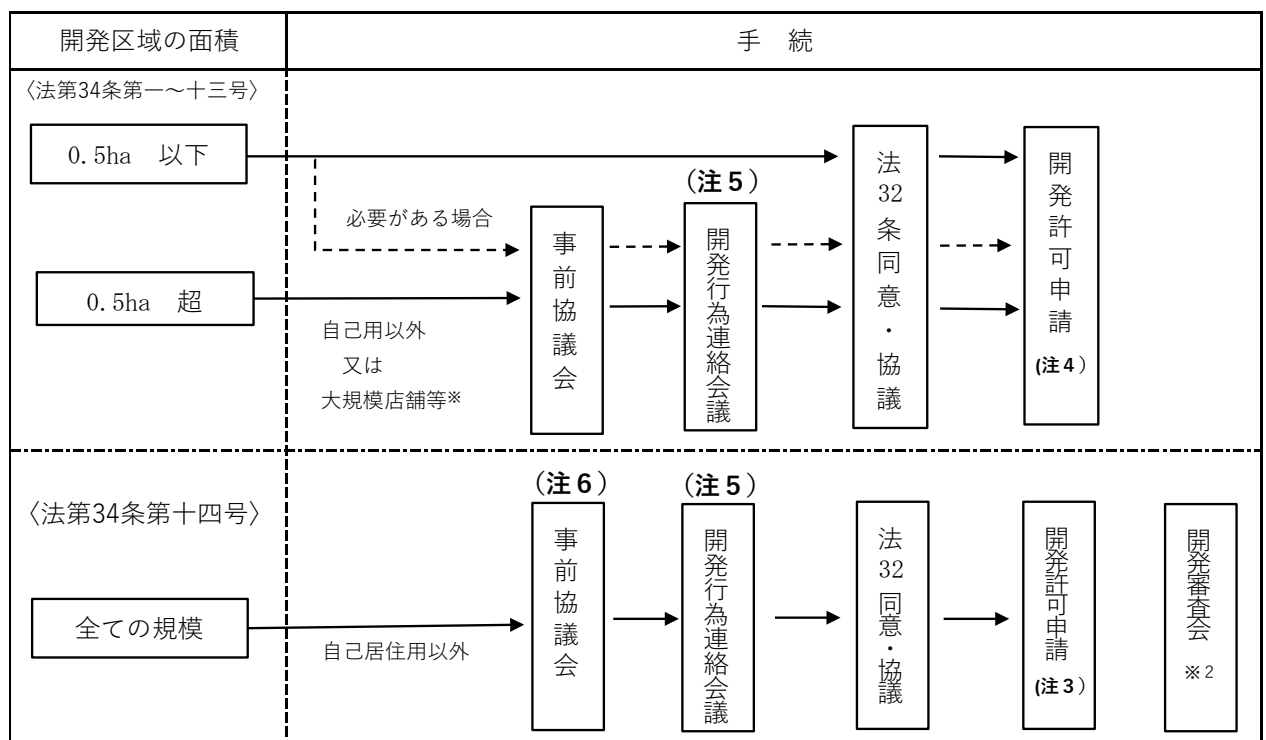 開発区域の面積
手　続
〈法第34条第一～十三号〉
0.5ha　以下
必要がある場合
0.5ha　超
自己用以外
又は
大規模店舗等※
事前協議会
(注５)
開発行為連絡会議
法32条同意・協議
開発許可申請
(注４)
〈法第34条第十四号〉
全ての規模
自己居住用以外
(注６)
事前協議会
(注５)
開発行為連絡会議
法32同意・協議
開発許可申請
(注３)
開発審査会
※2